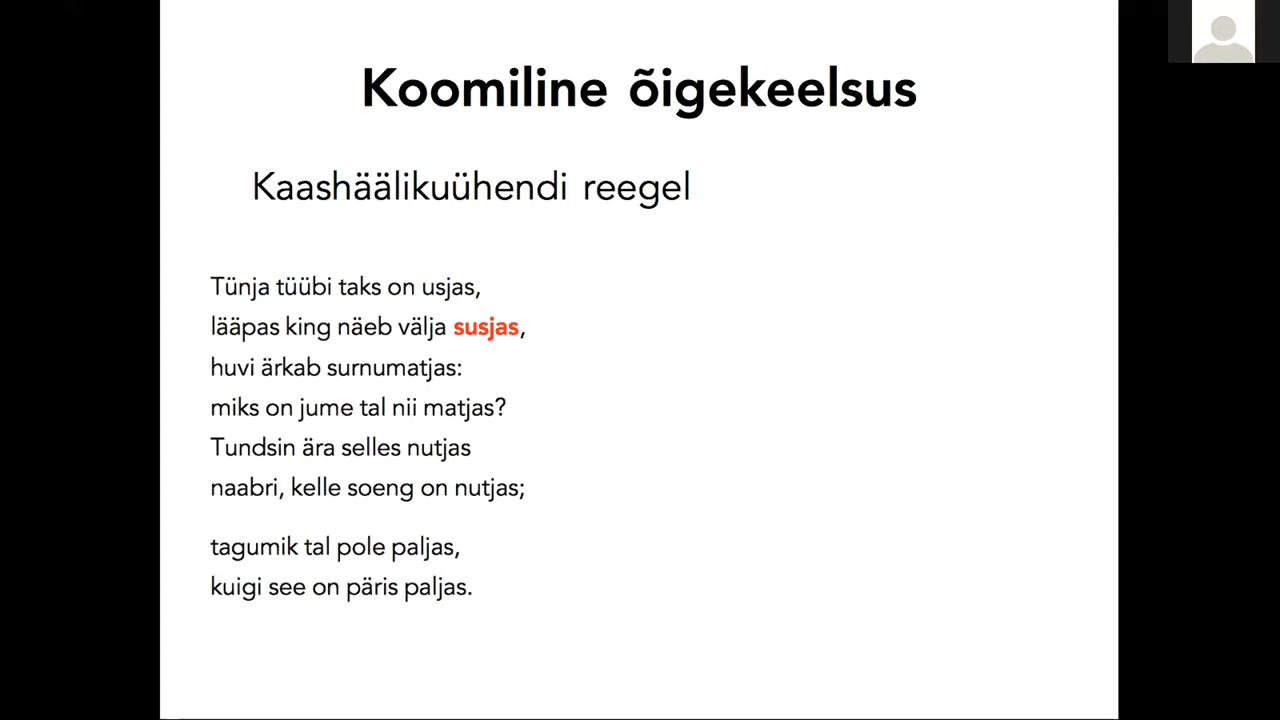 Koomiline õigekeelsus
Kaashäälikuühendi reegel
Tünja tüübi taks on usjas,
lääpas king näeb välja susjas,
huvi ärkab surnumatjas:
miks on jume tal nii matjas?
Tundsin ära selles nutjas
naabri, kelle soeng on nutjas;
tagumik tal pole paljas,
kuigi see on päris paljas.